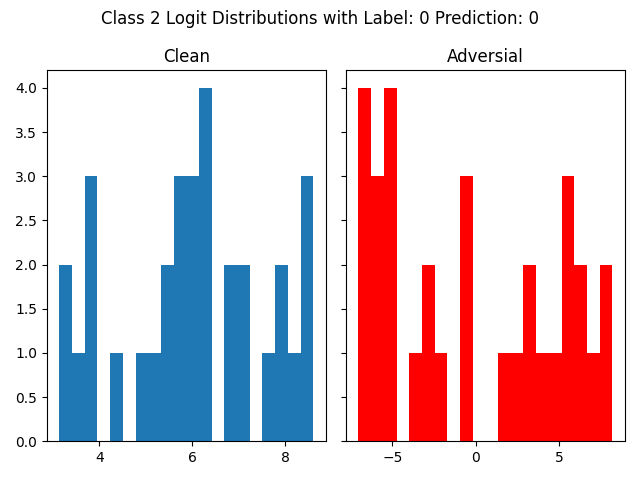 Class 2 Logit Distributions with Label: 0 Prediction: 0
Clean
Adversial
4.0
3.5
3.0
2.5
2.0
1.5
1.0
0.5
0.0
4 6 8
−5 0 5